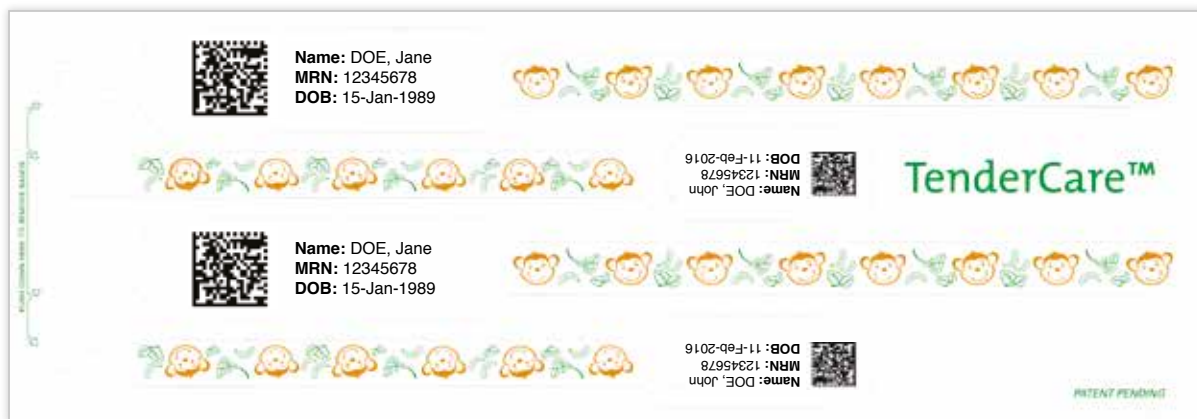 Name: DOE, Jane
MRN: 12345678
DOB: 15-Jan-1989
Name: DOE, John
MRN: 12345678
DOB: 11-Feb-2016
TenderCare™
Name: DOE, Jane
MRN: 12345678
DOB: 15-Jan-1989
Name: DOE, John
MRN: 12345678
DOB: 11-Feb-2016
PATENT PENDING